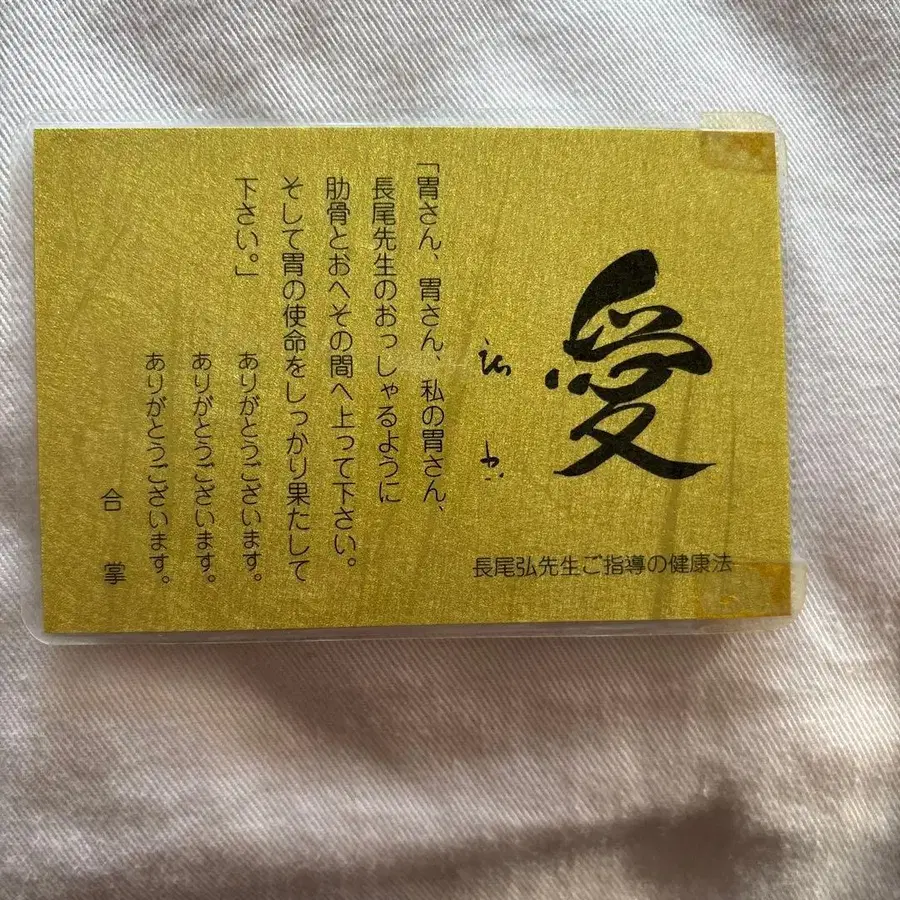 愛
長尾弘先生ご指導の健康法
「胃さん、胃さん、私の胃さん、
長尾先生のおっしゃるように
肋骨とおへその間へ上って下さい。
そして胃の使命をしっかり果たして
下さい。」
ありがとうございます。
ありがとうございます。
ありがとうございます。
合掌